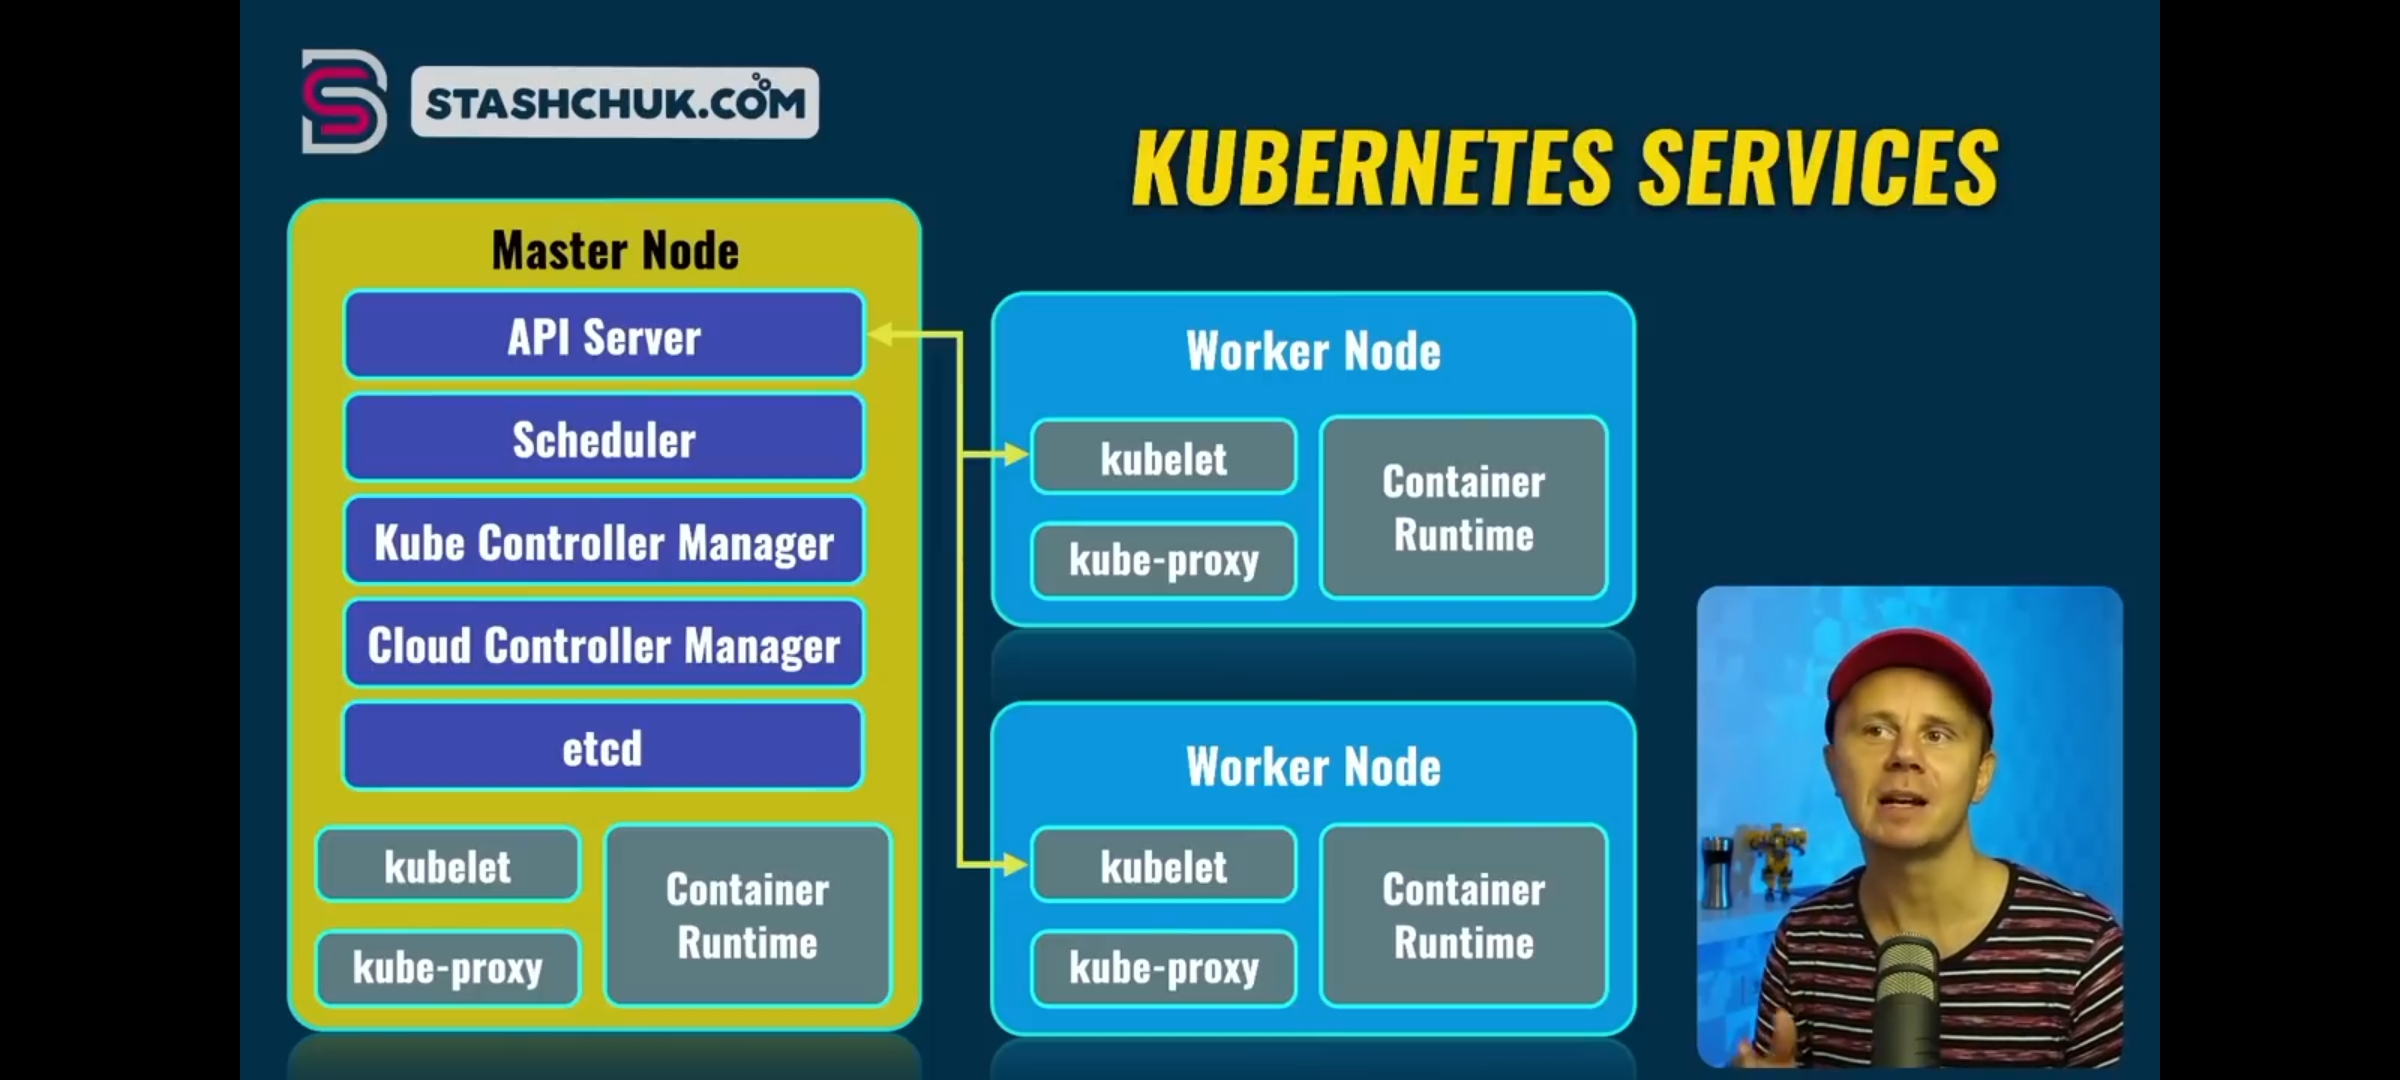 STASHCHUK.COM
KUBERNETES SERVICES
Master Node
API Server
Scheduler
Kube Controller Manager
Cloud Controller Manager
etcd
kubelet
kube-proxy
Container
Runtime
Worker Node
kubelet
kube-proxy
Container
Runtime
Worker Node
kubelet
kube-proxy
Container
Runtime